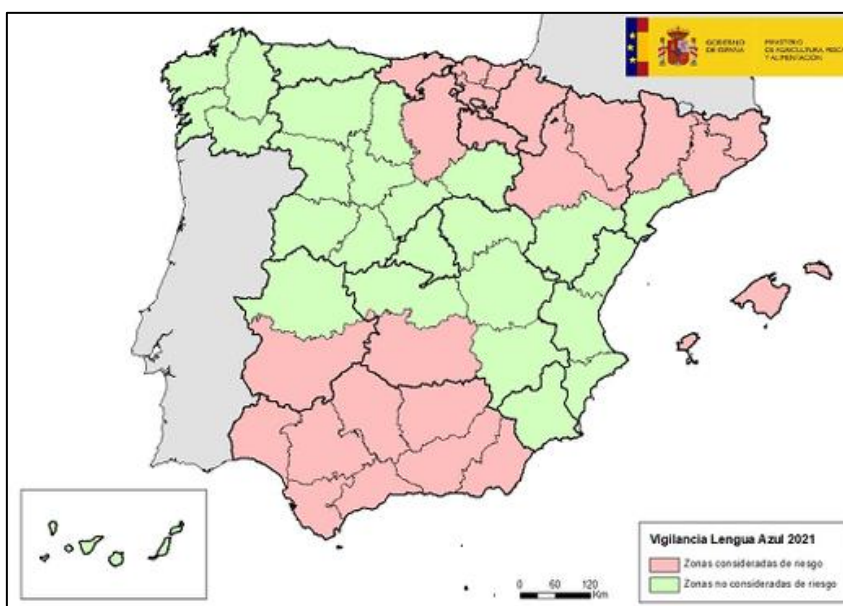 GOBIERNO
DE ESPAÑA
MINISTERIO
DE AGRICULTURA, PESCA
Y ALIMENTACIÓN
Vigilancia Lengua Azul 2021
Zonas consideradas de riesgo
Zonas no consideradas de riesgo
0 30 60 120
Km